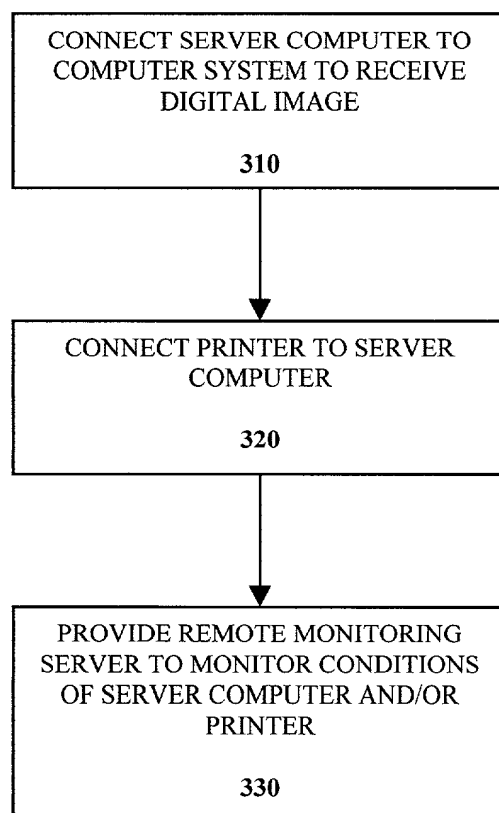 CONNECT SERVER COMPUTER TO
COMPUTER SYSTEM TO RECEIVE
DIGITAL IMAGE
310
CONNECT PRINTER TO SERVER
COMPUTER
320
PROVIDE REMOTE MONITORING
SERVER TO MONITOR CONDITIONS
OF SERVER COMPUTER AND/OR
PRINTER
330